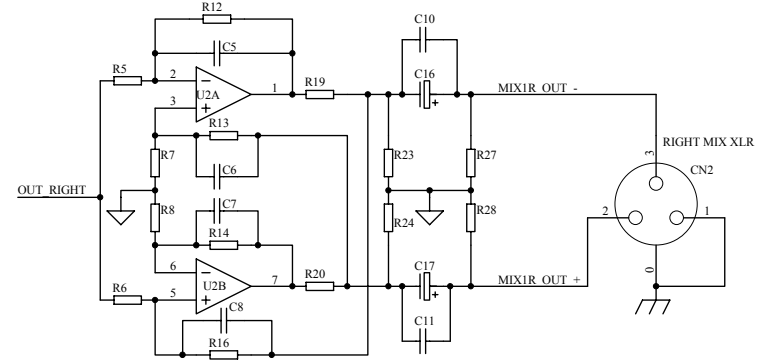 R12
C10
C5
R5
2
C16
R19
1
MIX1R_OUT_-
U2A
3
R13
RIGHT MIX XLR
3
R7
R23
R27
C6
CN2
OUT_RIGHT
C7
R8
2
1
R24
R28
R14
6
R20
C17
7
U2B
MIX1R_OUT_+
0
R6
5
C8
C11
R16